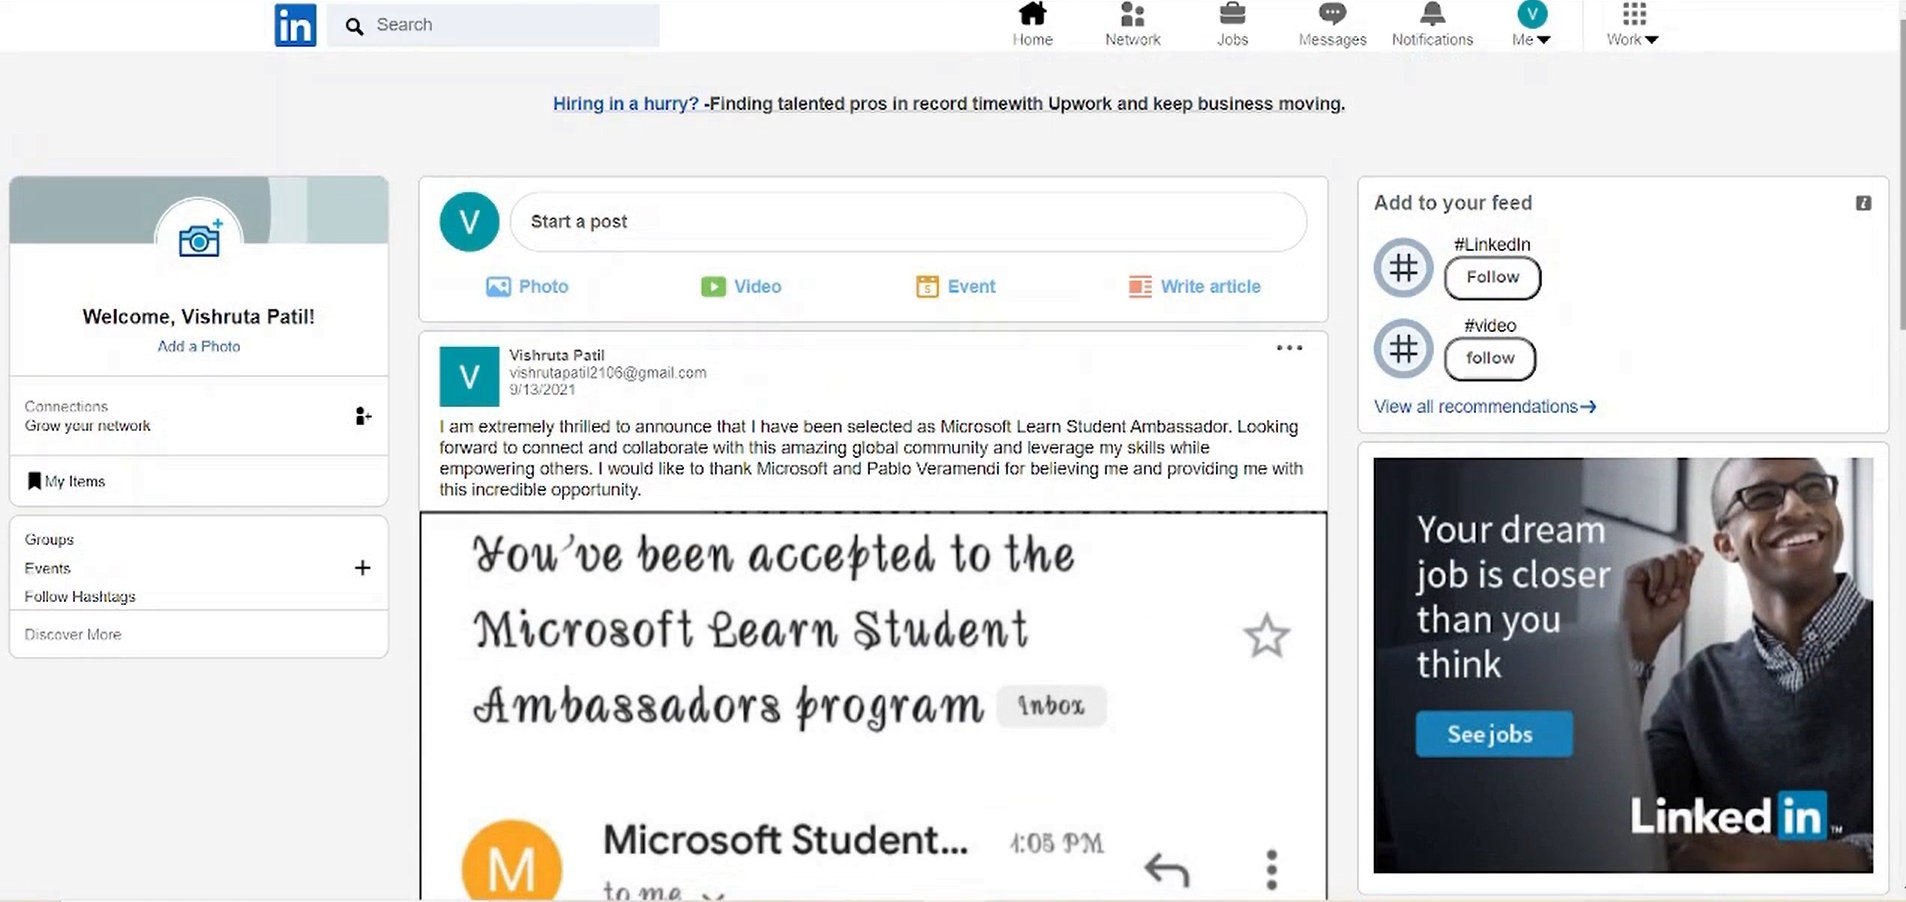 in
Search
Home
Network
Jobs
Messages
Notifications
V
Me
Work
Hiring in a hurry? -Finding talented pros in record timewith Upwork and keep business moving.
Welcome, Vishruta Patil!
Add a Photo
Connections
Grow your network
My Items
Groups
Events
Follow Hashtags
Discover More
V
Start a post
Photo
Video
5
Event
Write article
V
Vishruta Patil
vishrutapatil2106@gmail.com
9/13/2021
I am extremely thrilled to announce that I have been selected as Microsoft Learn Student Ambassador. Looking
forward to connect and collaborate with this amazing global community and leverage my skills while
empowering others. I would like to thank Microsoft and Pablo Veramendi for believing me and providing me with
this incredible opportunity.
You've been accepted to the
Microsoft Learn Student
Ambassadors program Inbox
M
Microsoft Student... 4:05 PM
to me
Add to your feed
i
#
#LinkedIn
Follow
#
#video
follow
View all recommendations
Your dream
job is closer
than you
think
See jobs
Linked in ™